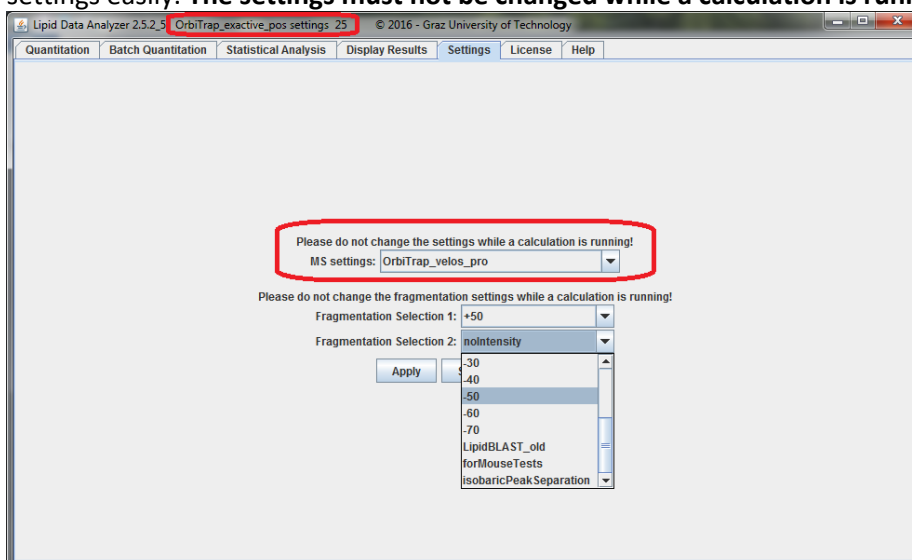 settings easily. The settings must not be changed while a calculation is runn
Lipid Data Analyzer 2.5.2_5 OrbiTrap_exactive_pos settings 25 © 2016 - Graz University of Technology
Quantitation Batch Quantitation Statistical Analysis Display Results Settings License Help
Please do not change the settings while a calculation is running!
MS settings: OrbiTrap_velos_pro
Please do not change the fragmentation settings while a calculation is running!
Fragmentation Selection 1: +50
Fragmentation Selection 2: noIntensity
Apply
-30
-40
-50
-60
-70
LipidBLAST_old
forMouseTests
isobaricPeakSeparation